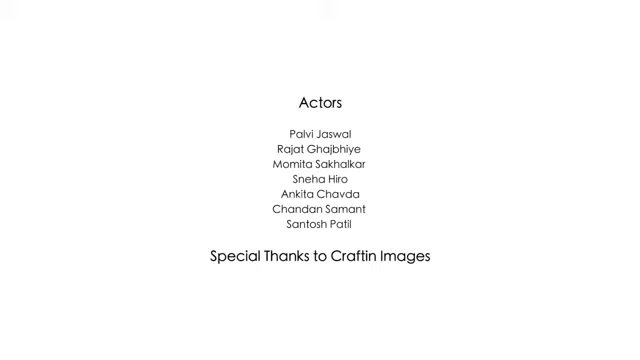 Actors
Palvi Jaswal
Rajat Ghajbhiye
Momita Sakhalkar
Sneha Hiro
Ankita Chavda
Chandan Samant
Santosh Patil
Special Thanks to Craftin Images